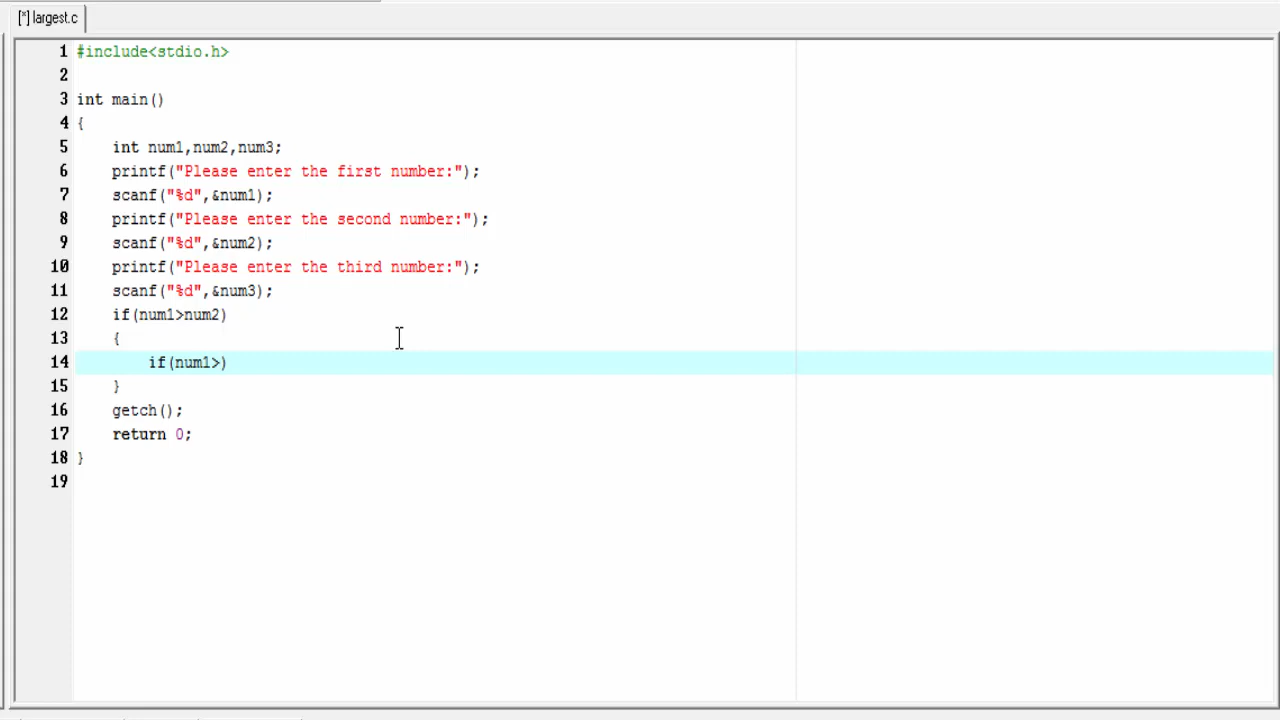 [*] largest.c
1 #include<stdio.h>
2
3 int main()
4 {
5 int num1,num2,num3;
6 printf("Please enter the first number:");
7 scanf("%d",&num1);
8 printf("Please enter the second number:");
9 scanf("%d",&num2);
10 printf("Please enter the third number:");
11 scanf("%d",&num3);
12 if(num1>num2)
13 {
14 if(num1>)
15 }
16 getch();
17 return 0;
18 }
19